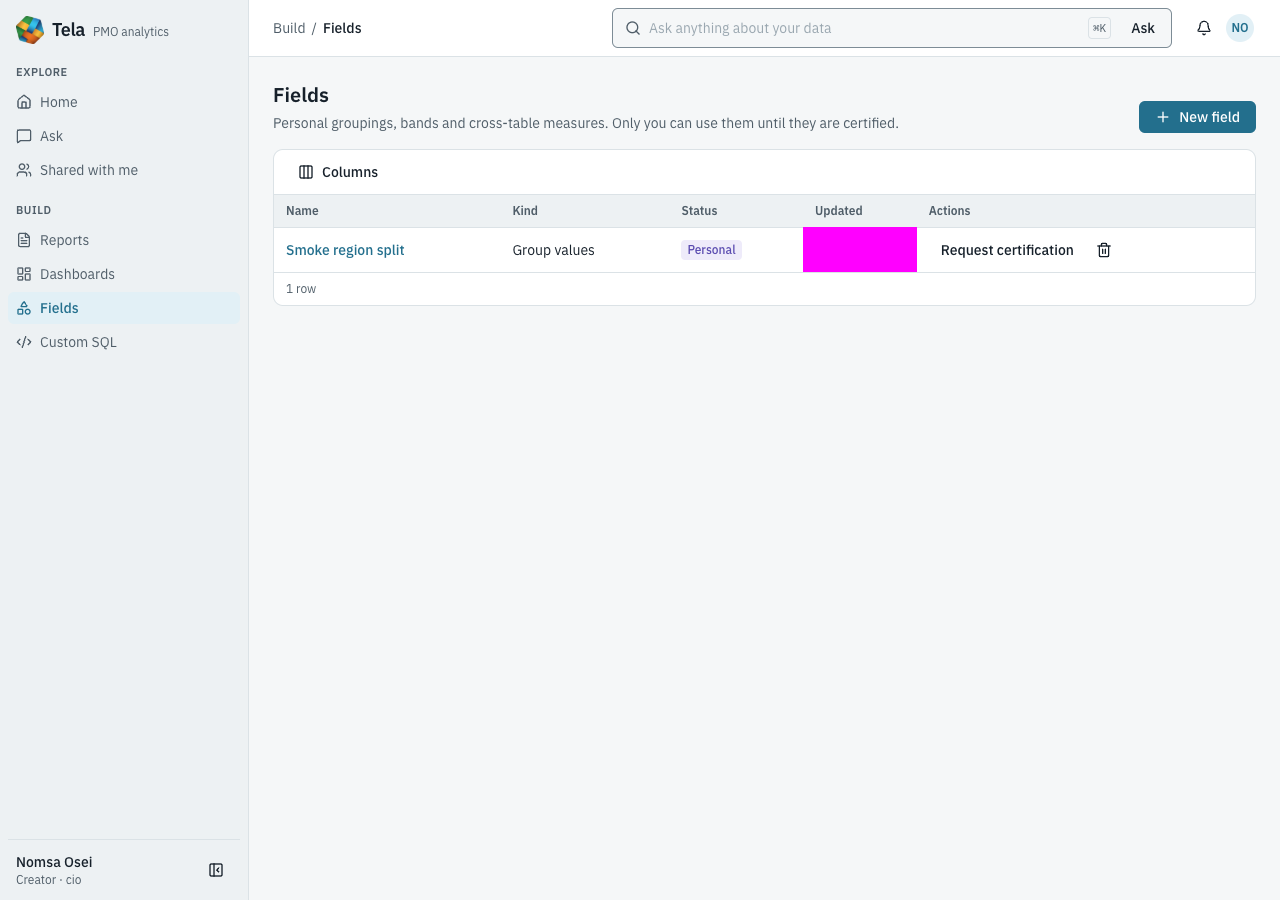 Tela PMO analytics
EXPLORE
Home
Ask
Shared with me
BUILD
Reports
Dashboards
Fields
Custom SQL
Nomsa Osei
Creator · cio
Build / Fields
Ask anything about your data ⌘K Ask
NO
Fields
Personal groupings, bands and cross-table measures. Only you can use them until they are certified.
New field
Columns
Name Kind Status Updated Actions
Smoke region split Group values Personal Request certification
1 row